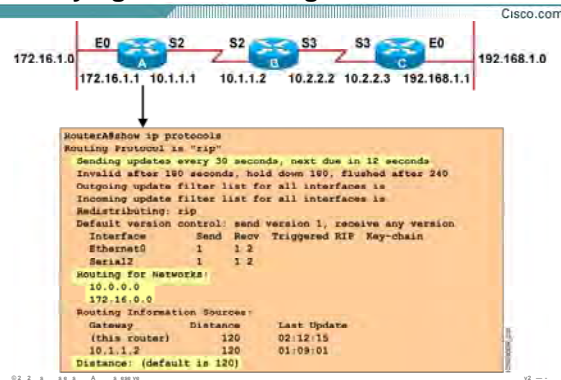 Cisco.com
E0 S2 S2 S3 S3 E0
172.16.1.0 A B C 192.168.1.0
172.16.1.1 10.1.1.1 10.1.1.2 10.2.2.2 10.2.2.3 192.168.1.1
RouterA#show ip protocols
Routing Protocol is "rip"
Sending updates every 30 seconds, next due in 12 seconds
Invalid after 180 seconds, hold down 180, flushed after 240
Outgoing update filter list for all interfaces is
Incoming update filter list for all interfaces is
Redistributing: rip
Default version control: send version 1, receive any version
Interface Send Recv Triggered RIP Key-chain
Ethernet0 1 1 2
Serial2 1 1 2
Routing for Networks:
10.0.0.0
172.16.0.0
Routing Information Sources:
Gateway Distance Last Update
(this router) 120 02:12:15
10.1.1.2 120 01:09:01
Distance: (default is 120)